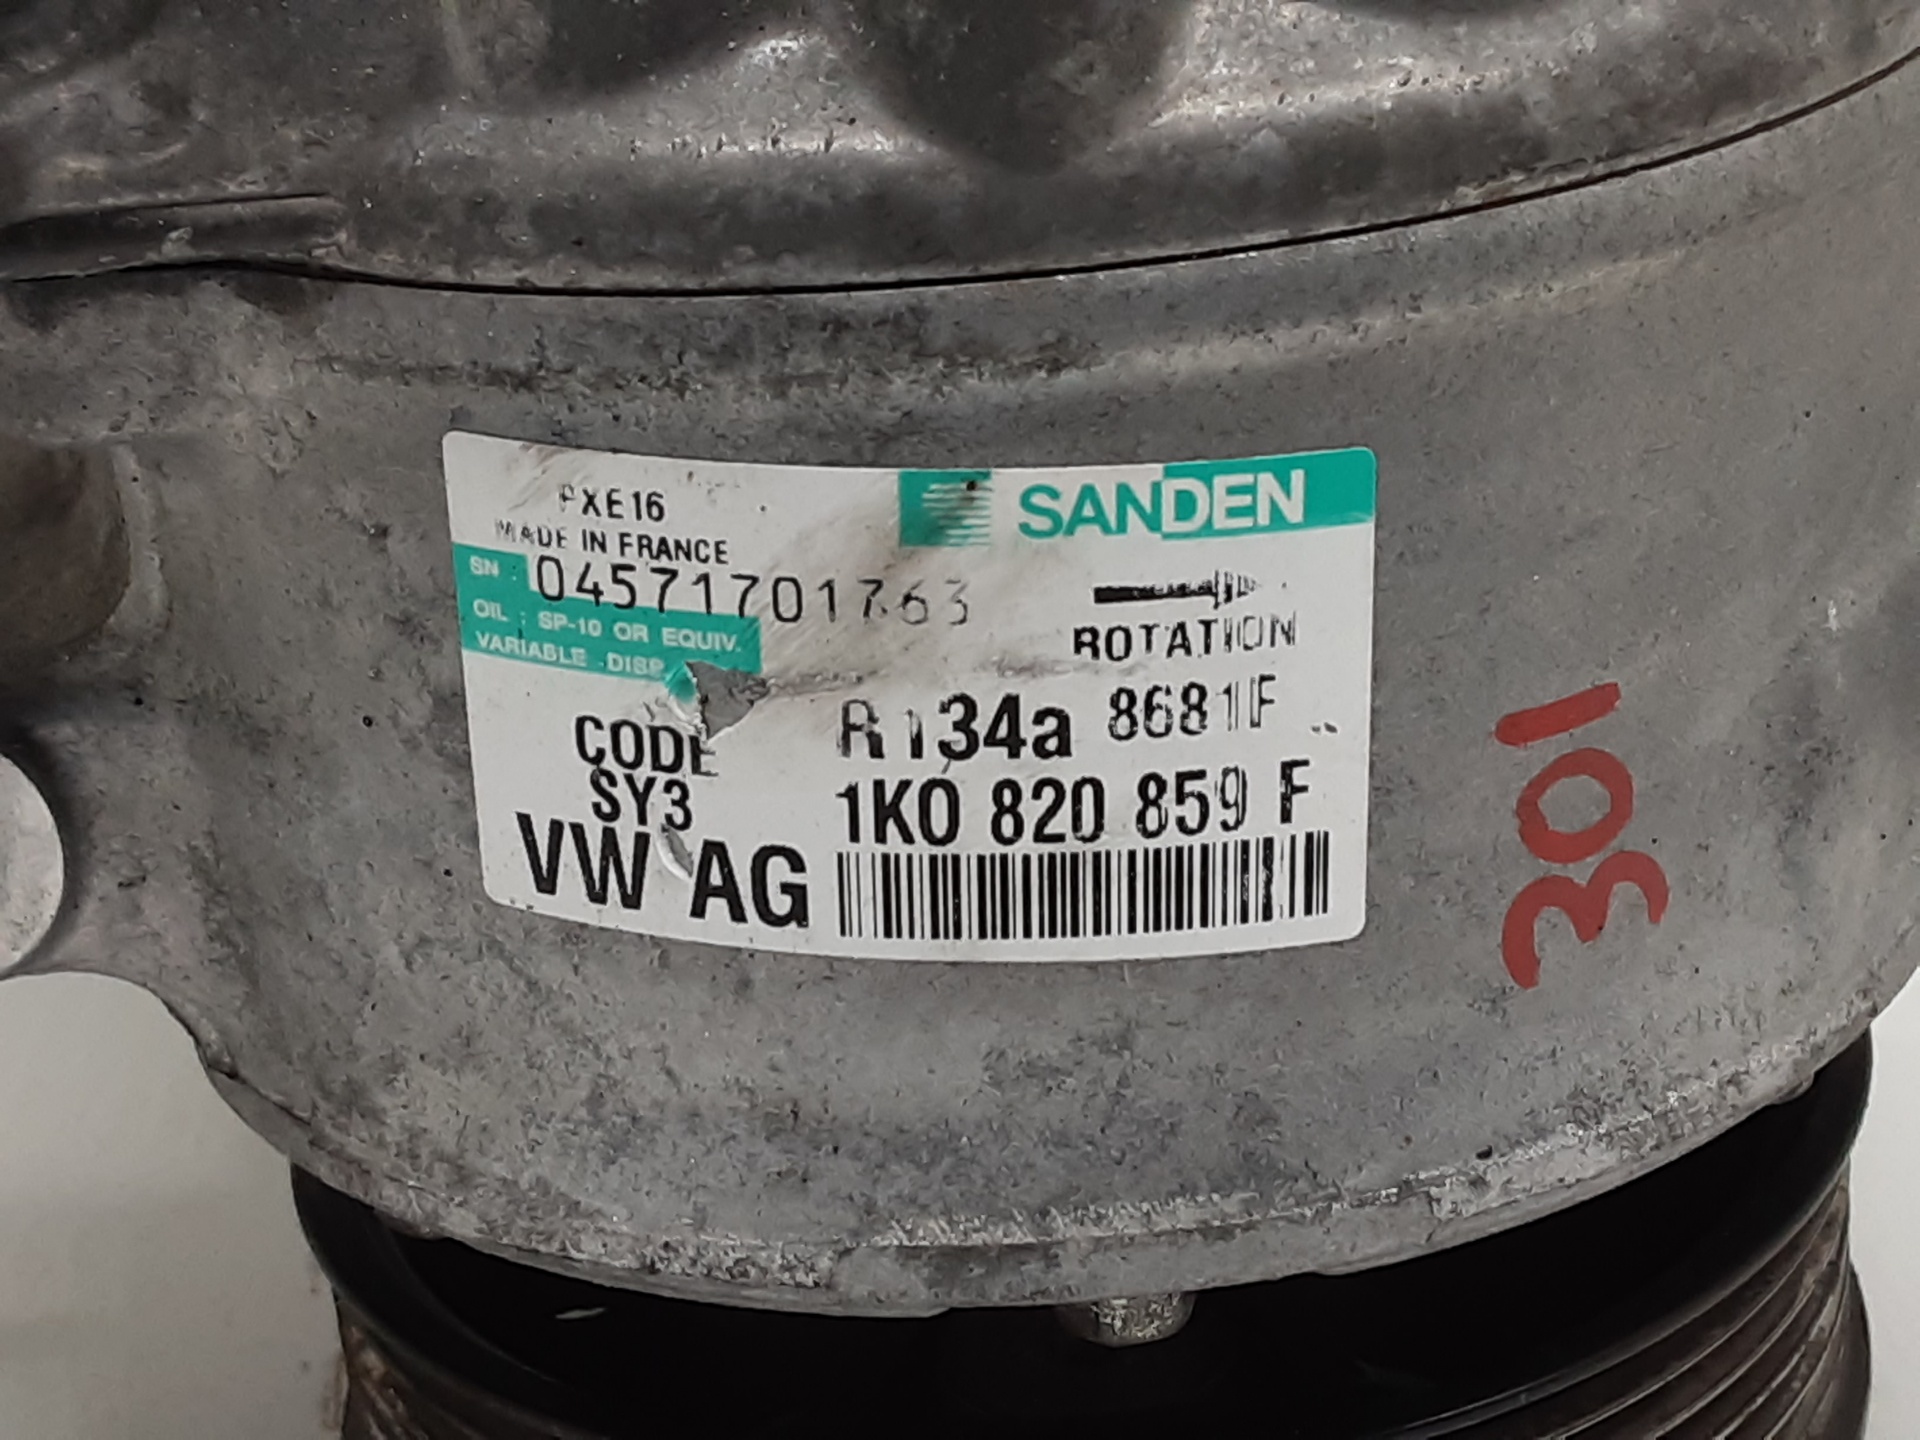 PXE16
SANDEN
MADE IN FRANCE
SN : 04571701763
ROTATION
OIL : SP-10 OR EQUIV.
VARIABLE DISP
CODE
R134a 8681 F
SY3
1K0 820 859 F
VW AG
301